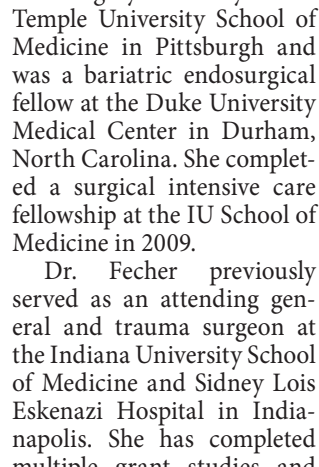 Temple University School of
Medicine in Pittsburgh and
was a bariatric endosurgical
fellow at the Duke University
Medical Center in Durham,
North Carolina. She complet-
ed a surgical intensive care
fellowship at the IU School of
Medicine in 2009.
Dr. Fecher previously
served as an attending gen-
eral and trauma surgeon at
the Indiana University School
of Medicine and Sidney Lois
Eskenazi Hospital in India-
napolis. She has completed
multiple grant studies and